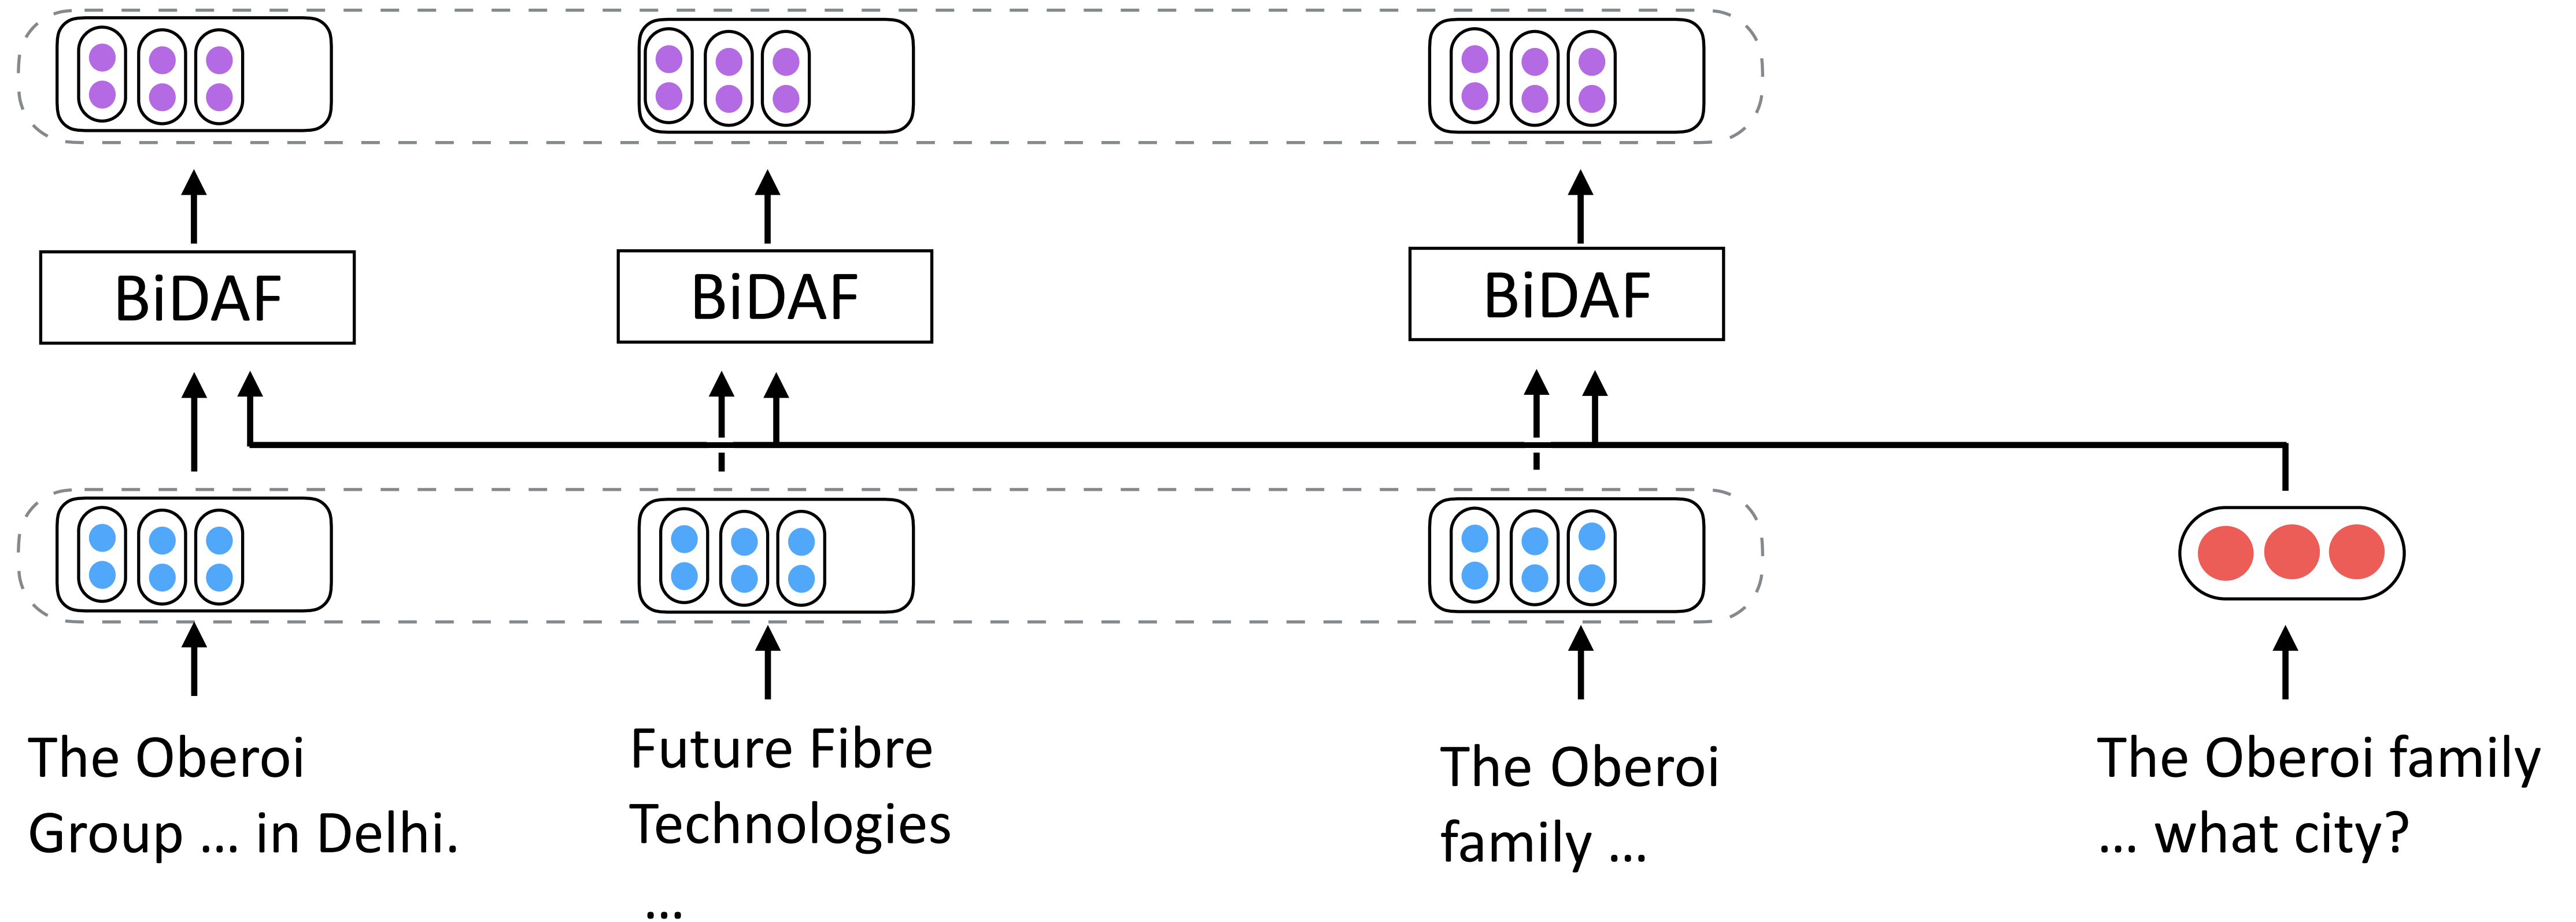 BiDAF
BiDAF
BiDAF
The Oberoi
Group ... in Delhi.
Future Fibre
Technologies
...
The Oberoi
family ...
The Oberoi family
... what city?